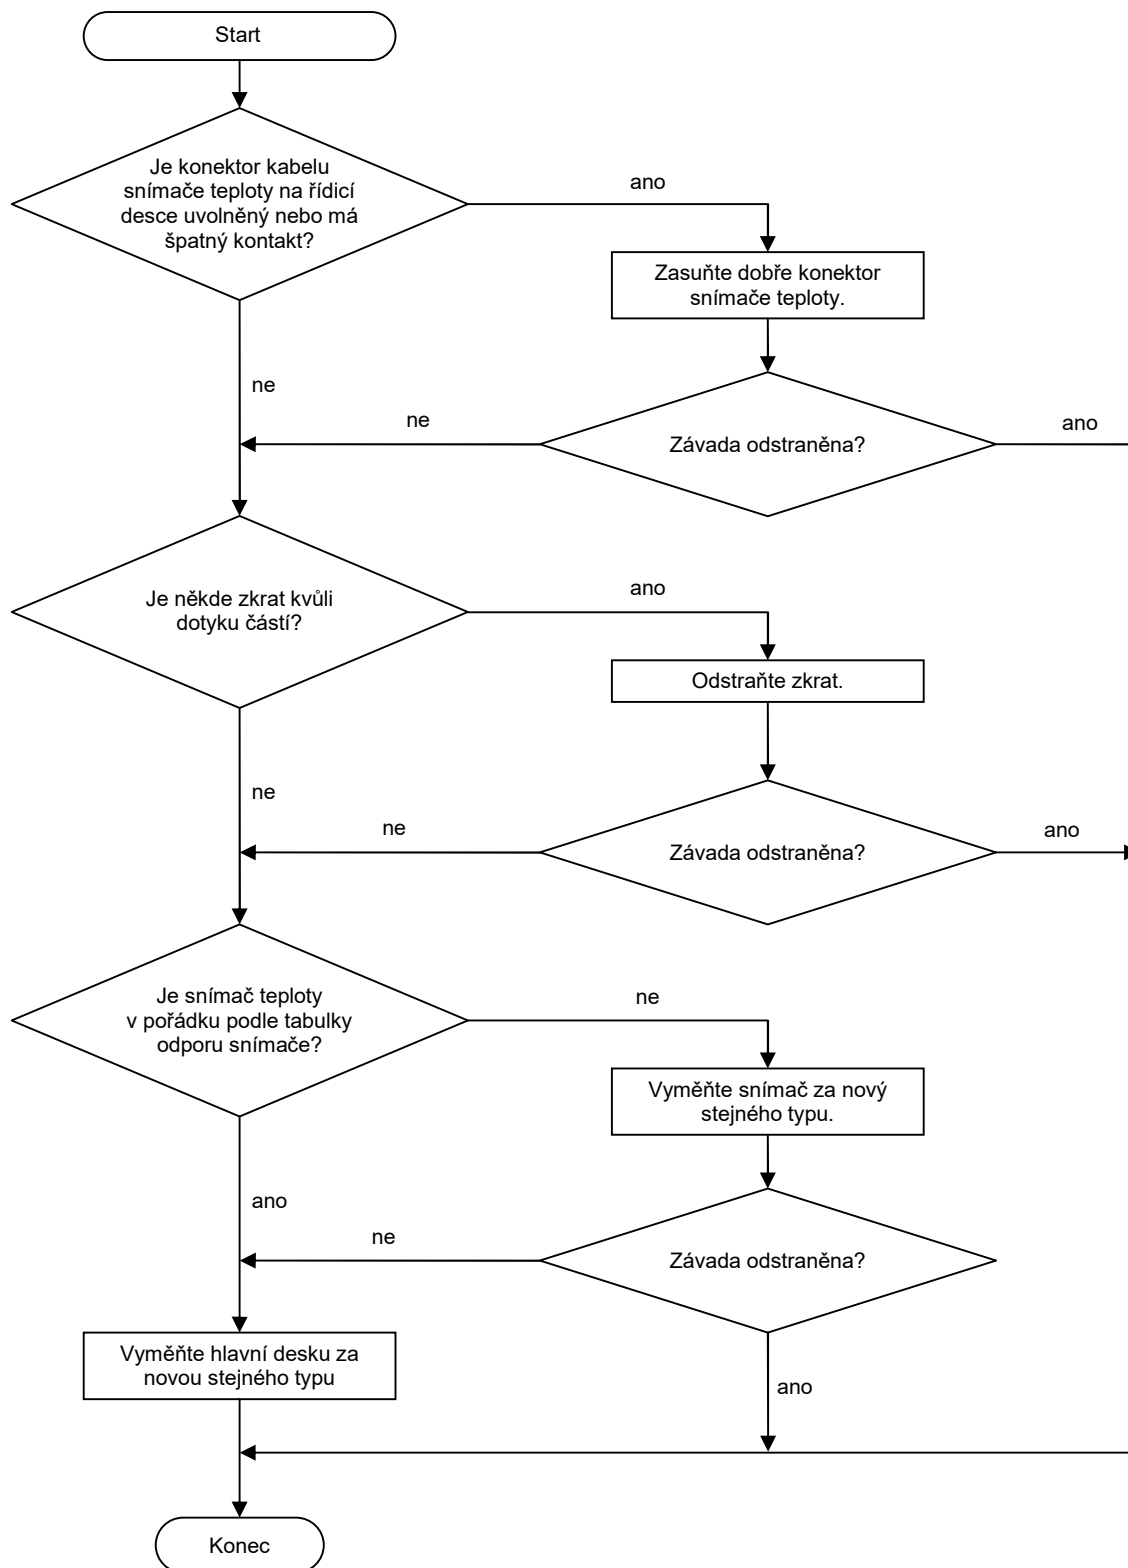 Start
Je konektor kabelu
snímače teploty na řídicí
desce uvolněný nebo má
špatný kontakt?
ano
Zasuňte dobře konektor
snímače teploty.
ne
ne
Závada odstraněna?
ano
Je někde zkrat kvůli
dotyku částí?
ano
Odstraňte zkrat.
ne
ne
Závada odstraněna?
ano
Je snímač teploty
v pořádku podle tabulky
odporu snímače?
ne
Vyměňte snímač za nový
stejného typu.
ano
ne
Závada odstraněna?
Vyměňte hlavní desku za
novou stejného typu
ano
Konec